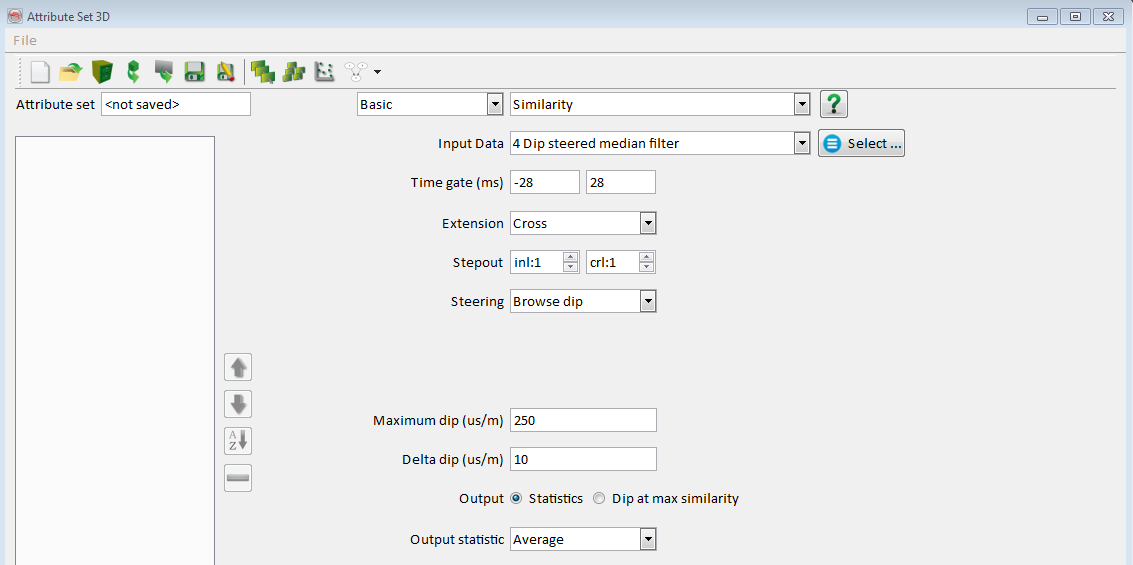 Attribute Set 3D
File
Attribute set <not saved> Basic Similarity ?
Input Data 4 Dip steered median filter Select ...
Time gate (ms) -28 28
Extension Cross
Stepout inl:1 crl:1
Steering Browse dip
A
Z
Maximum dip (us/m) 250
Delta dip (us/m) 10
Output Statistics Dip at max similarity
Output statistic Average